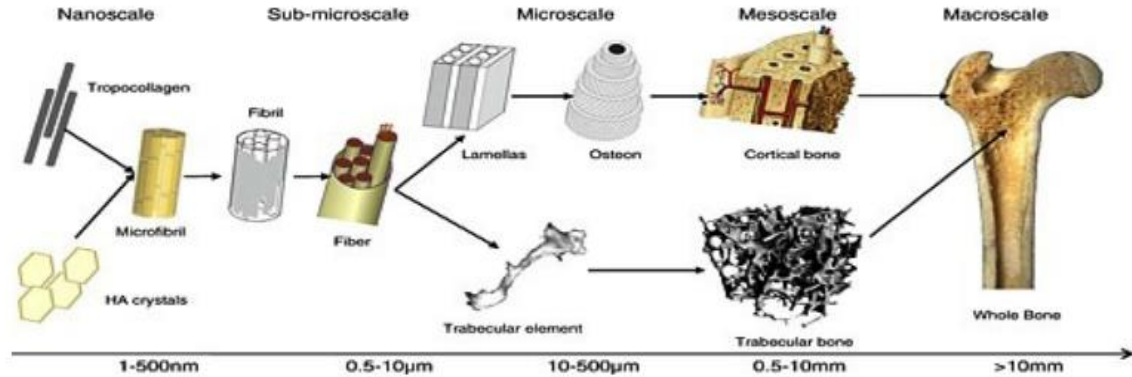 Nanoscale
Sub-microscale
Microscale
Mesoscale
Macroscale
Tropocollagen
Fibril
Lamellas
Osteon
Cortical bone
Microfibril
Fiber
HA crystals
Trabecular element
Trabecular bone
Whole Bone
1-500nm
0.5-10μm
10-500μm
0.5-10mm
>10mm